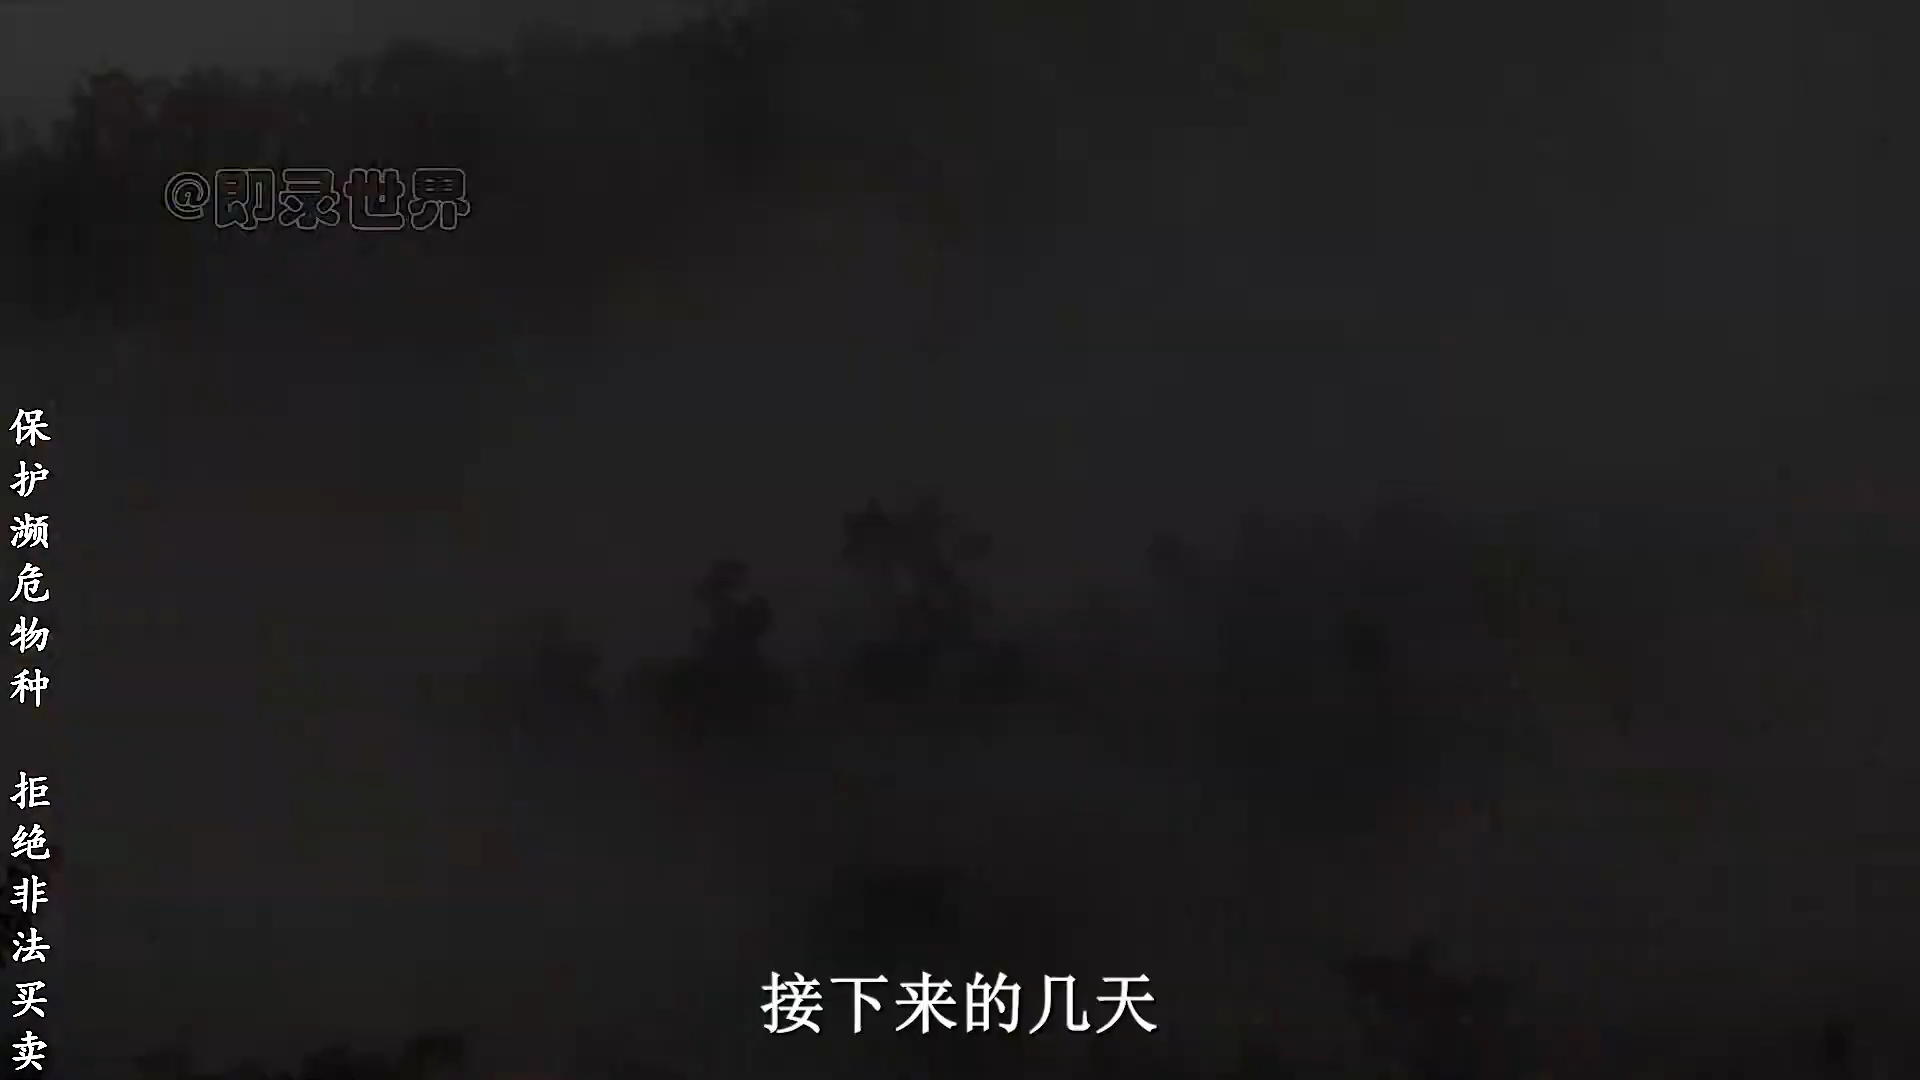 @即录世界
保护濒危物种 拒绝非法买卖
接下来的几天